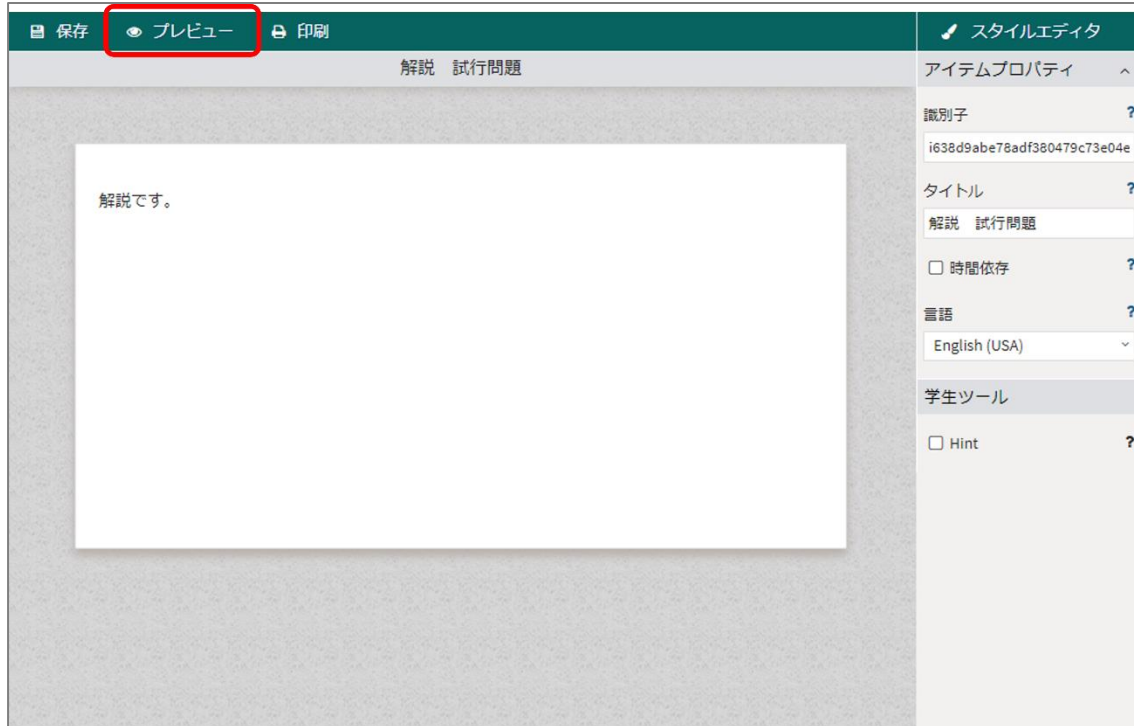 保存 プレビュー 印刷 スタイルエディタ
解説 試行問題
解説です。
アイテムプロパティ
識別子 ?
i638d9abe78adf380479c73e04e
タイトル ?
解説 試行問題
時間依存 ?
言語 ?
English (USA)
学生ツール
Hint ?